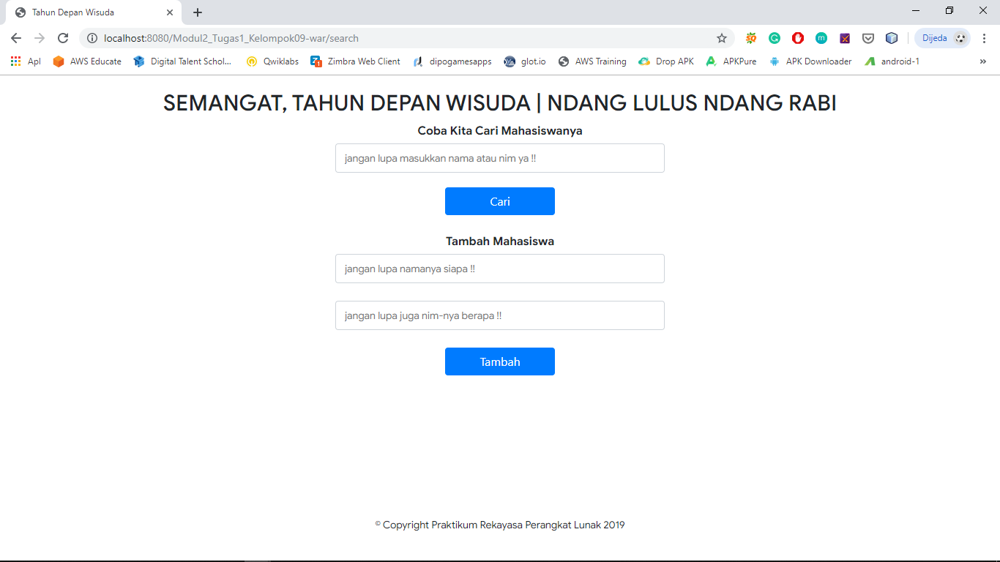 Tahun Depan Wisuda
localhost:8080/Modul2_Tugas1_Kelompok09-war/search
Dijeda
Apl AWS Educate Digital Talent Schol... Qwiklabs Zimbra Web Client dipogamesapps glot.io AWS Training Drop APK APKPure APK Downloader android-1 »
SEMANGAT, TAHUN DEPAN WISUDA | NDANG LULUS NDANG RABI
Coba Kita Cari Mahasiswanya
jangan lupa masukkan nama atau nim ya !!
Cari
Tambah Mahasiswa
jangan lupa namanya siapa !!
jangan lupa juga nim-nya berapa !!
Tambah
© Copyright Praktikum Rekayasa Perangkat Lunak 2019